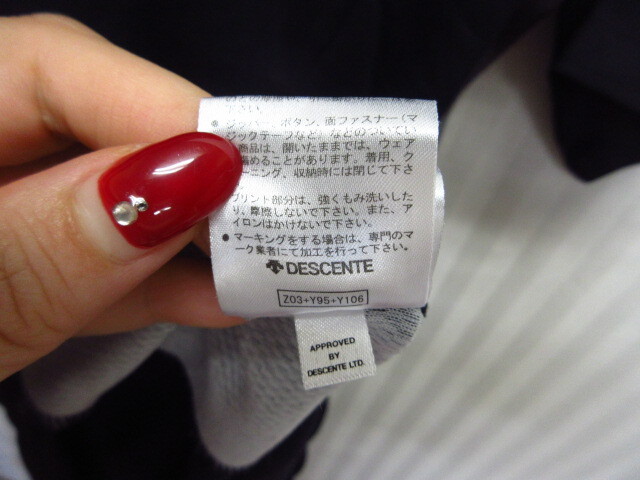 下さい。
● ジッパー、ボタン、面ファスナー(マ
ジックテープなど)などのついてい
商品は、開いたままでは、ウェア
傷めることがあります。着用、ク
ニング、収納時には閉じて下さ
プリント部分は、強くもみ洗いした
り、摩擦しないで下さい。また、ア
イロンはかけないで下さい。
● マーキングをする場合は、専門のマ
ーク業者にて加工を行って下さい。
DESCENTE
Z03+Y95+Y106
APPROVED
BY
DESCENTE LTD.